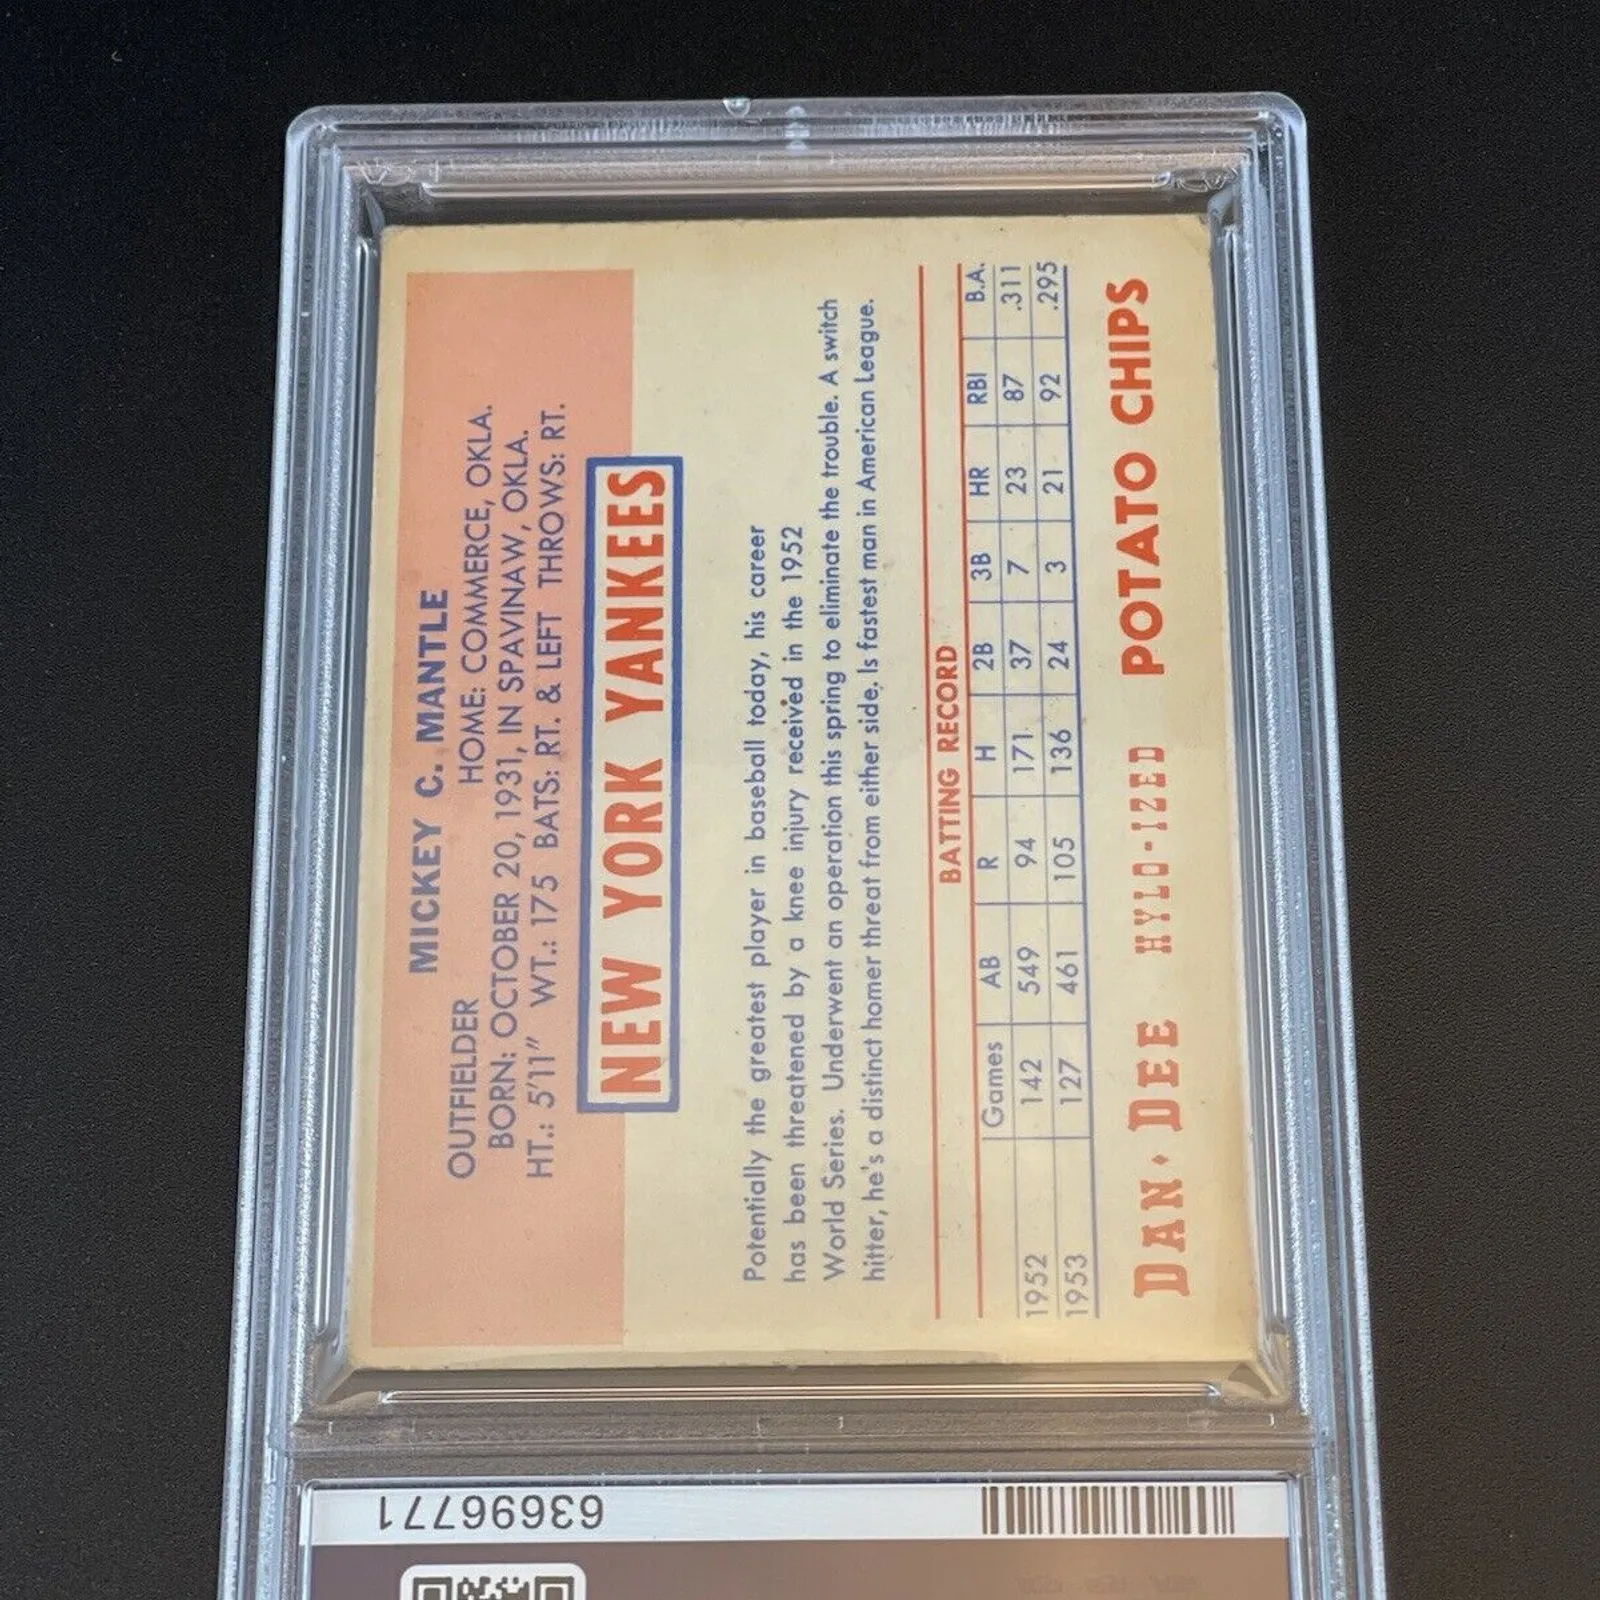 MICKEY C. MANTLE
OUTFIELDER HOME: COMMERCE, OKLA.
BORN: OCTOBER 20, 1931, IN SPAVINAW, OKLA.
HT.: 5'11" WT.: 175 BATS: RT. & LEFT THROWS: RT.
NEW YORK YANKEES
Potentially the greatest player in baseball today, his career
has been threatened by a knee injury received in the 1952
World Series. Underwent an operation this spring to eliminate the trouble. A switch
hitter, he's a distinct homer threat from either side. Is fastest man in American League.
BATTING RECORD
Games AB R H 2B 3B HR RBI B.A.
1952 142 549 94 171 37 7 23 87 .311
1953 127 461 105 136 24 3 21 92 .295
DAN·DEE HYLO-IZED POTATO CHIPS
63696771